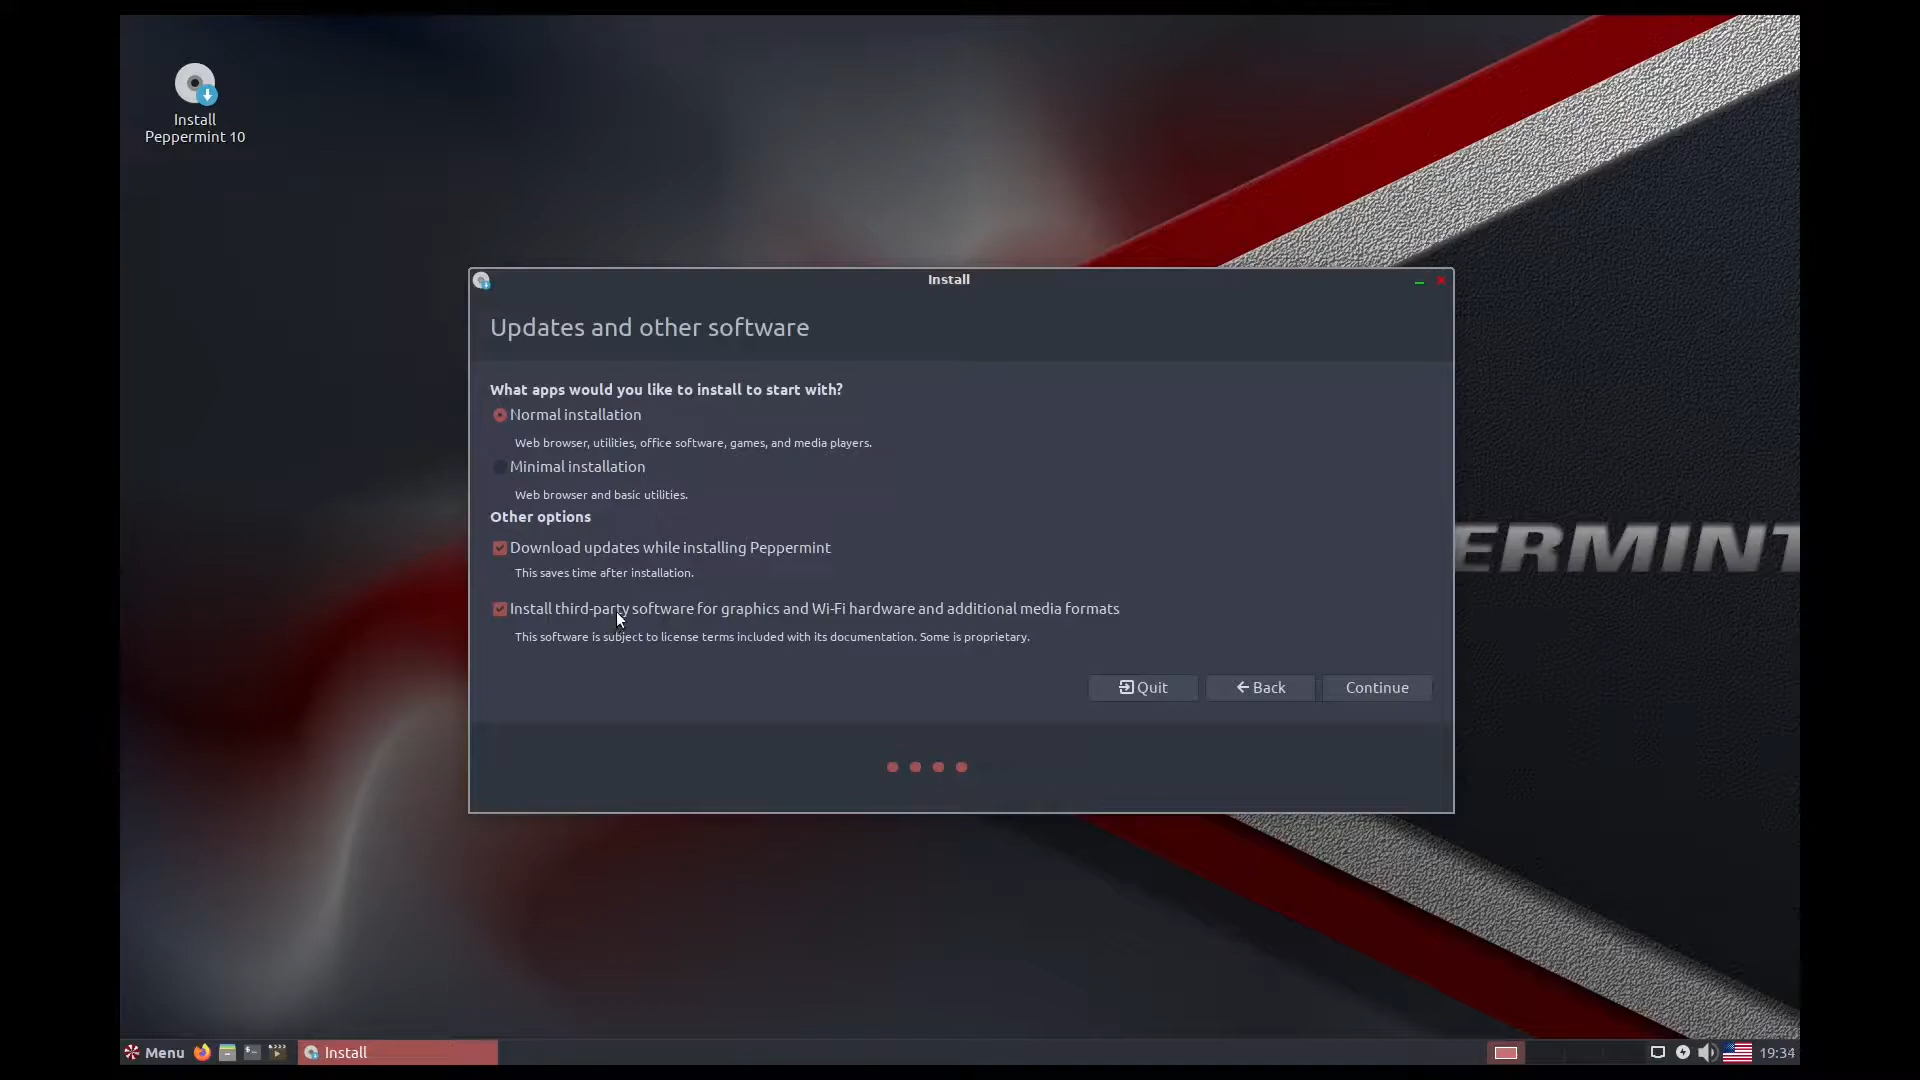 Install
Peppermint 10
Install
Updates and other software
What apps would you like to install to start with?
Normal installation
Web browser, utilities, office software, games, and media players.
Minimal installation
Web browser and basic utilities.
Other options
Download updates while installing Peppermint
This saves time after installation.
Install third-party software for graphics and Wi-Fi hardware and additional media formats
This software is subject to license terms included with its documentation. Some is proprietary.
Quit
Back
Continue
ERMINT
Menu
Install
19:34